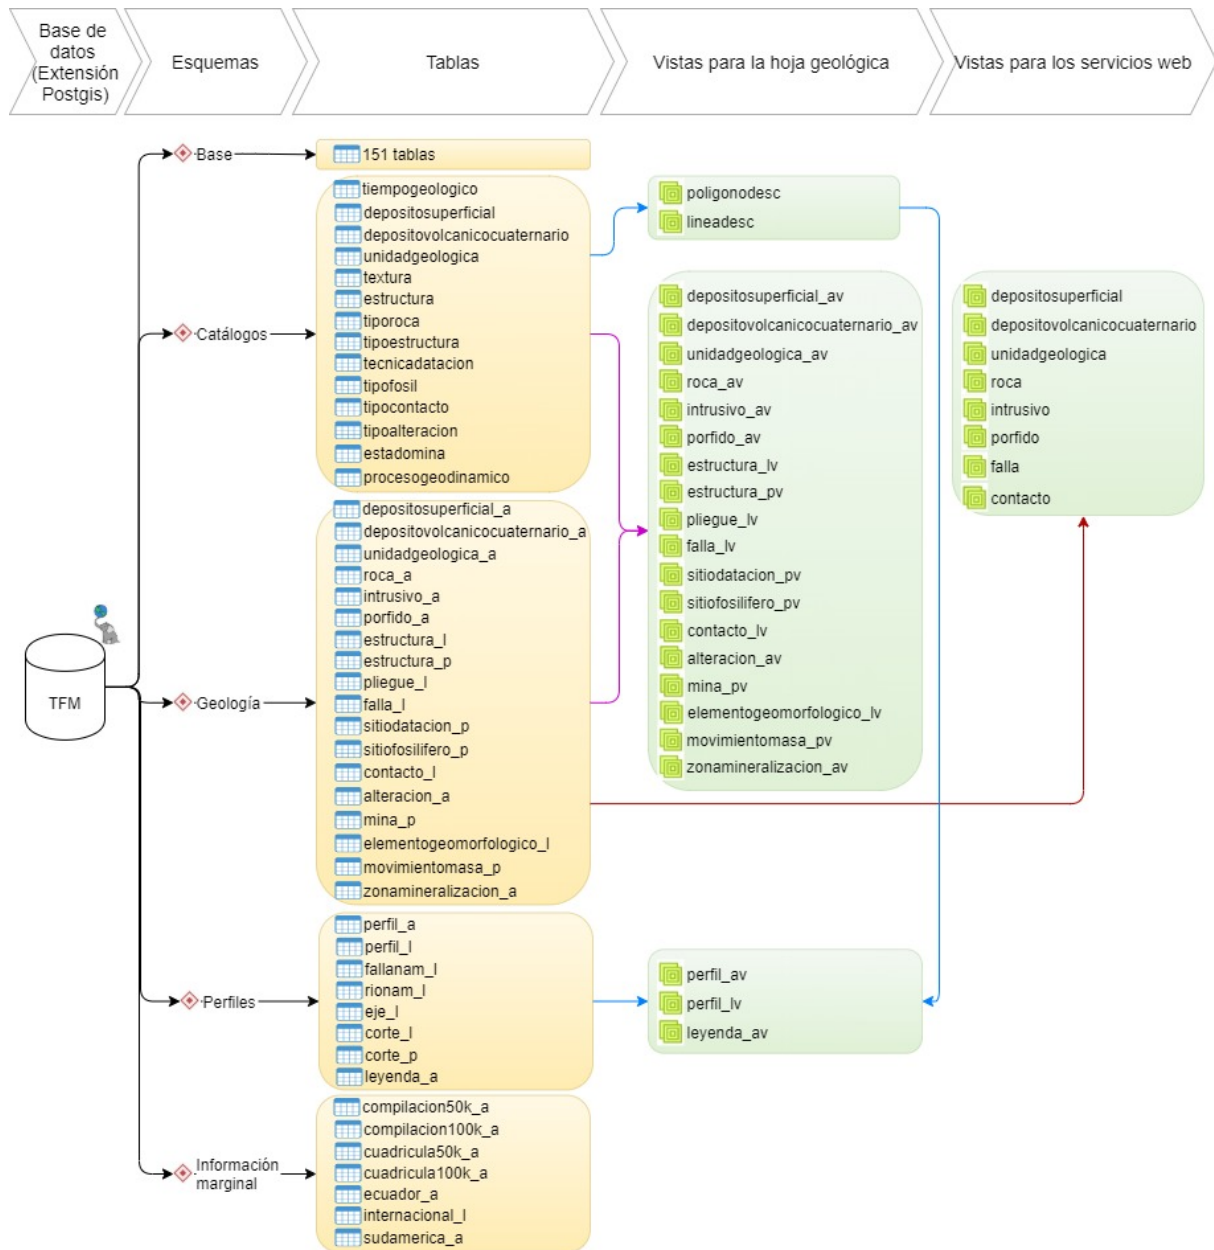 Base de
datos
(Extensión
Postgis)
Esquemas
Tablas
Vistas para la hoja geológica
Vistas para los servicios web
TFM
Base
151 tablas
Catálogos
tiempogeologico
depositosuperficial
depositovolcanicocuaternario
unidadgeologica
textura
estructura
tiporoca
tipoestructura
tecnicadatacion
tipofosil
tipocontacto
tipoalteracion
estadomina
procesogeodinamico
poligonodesc
lineadesc
Geología
depositosuperficial_a
depositovolcanicocuaternario_a
unidadgeologica_a
roca_a
intrusivo_a
porfido_a
estructura_l
estructura_p
pliegue_l
falla_l
sitiodatacion_p
sitiofosilifero_p
contacto_l
alteracion_a
mina_p
elementogeomorfologico_l
movimientomasa_p
zonamineralizacion_a
depositosuperficial_av
depositovolcanicocuaternario_av
unidadgeologica_av
roca_av
intrusivo_av
porfido_av
estructura_lv
estructura_pv
pliegue_lv
falla_lv
sitiodatacion_pv
sitiofosilifero_pv
contacto_lv
alteracion_av
mina_pv
elementogeomorfologico_lv
movimientomasa_pv
zonamineralizacion_av
depositosuperficial
depositovolcanicocuaternario
unidadgeologica
roca
intrusivo
porfido
falla
contacto
Perfiles
perfil_a
perfil_l
fallanam_l
rionam_l
eje_l
corte_l
corte_p
leyenda_a
perfil_av
perfil_lv
leyenda_av
Información
marginal
compilacion50k_a
compilacion100k_a
cuadricula50k_a
cuadricula100k_a
ecuador_a
internacional_l
sudamerica_a